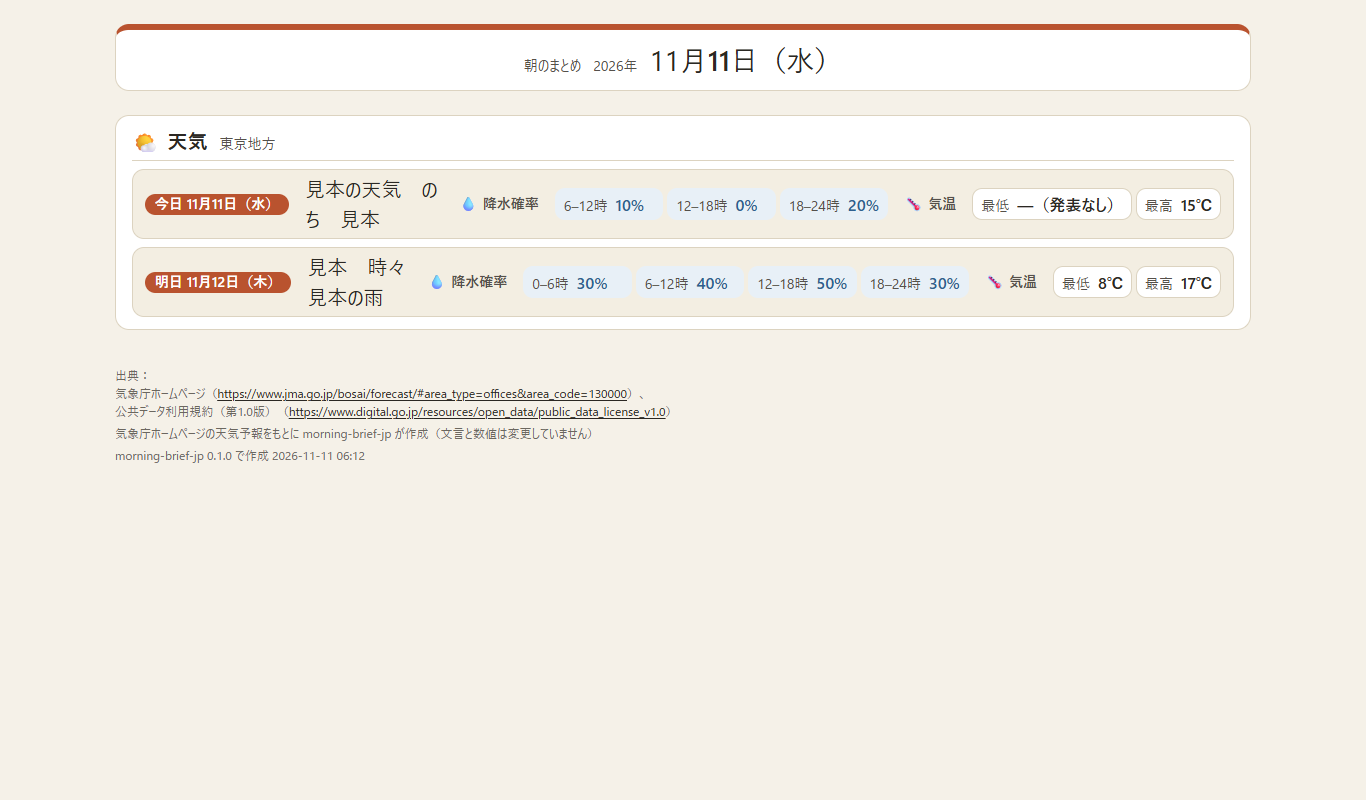 朝のまとめ 2026年 11月11日（水）
天気 東京地方
今日 11月11日（水） 見本の天気　の
ち　見本 降水確率 6–12時 10% 12–18時 0% 18–24時 20% 気温 最低 —（発表なし） 最高 15℃
明日 11月12日（木） 見本　時々
見本の雨 降水確率 0–6時 30% 6–12時 40% 12–18時 50% 18–24時 30% 気温 最低 8℃ 最高 17℃
出典：
気象庁ホームページ（https://www.jma.go.jp/bosai/forecast/#area_type=offices&area_code=130000）、
公共データ利用規約（第1.0版）（https://www.digital.go.jp/resources/open_data/public_data_license_v1.0）
気象庁ホームページの天気予報をもとに morning-brief-jp が作成（文言と数値は変更していません）
morning-brief-jp 0.1.0 で作成 2026-11-11 06:12